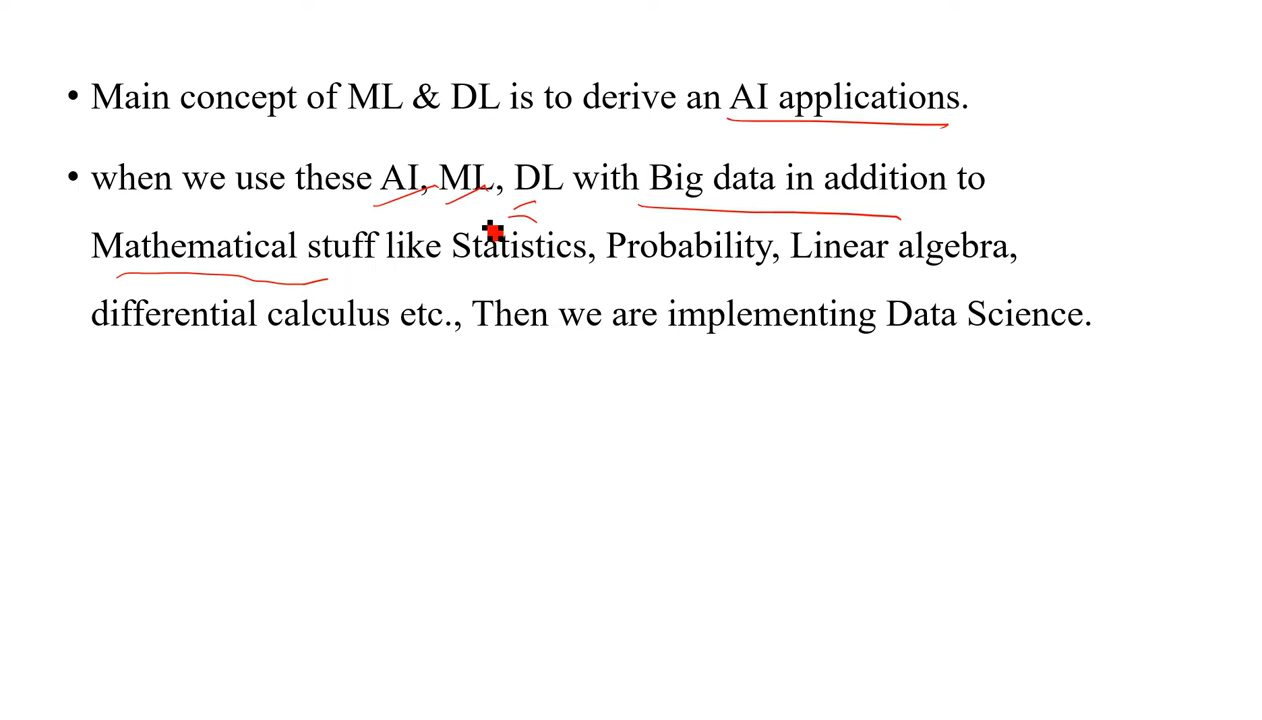 • Main concept of ML & DL is to derive an AI applications.
• when we use these AI, ML, DL with Big data in addition to
Mathematical stuff like Statistics, Probability, Linear algebra,
differential calculus etc., Then we are implementing Data Science.